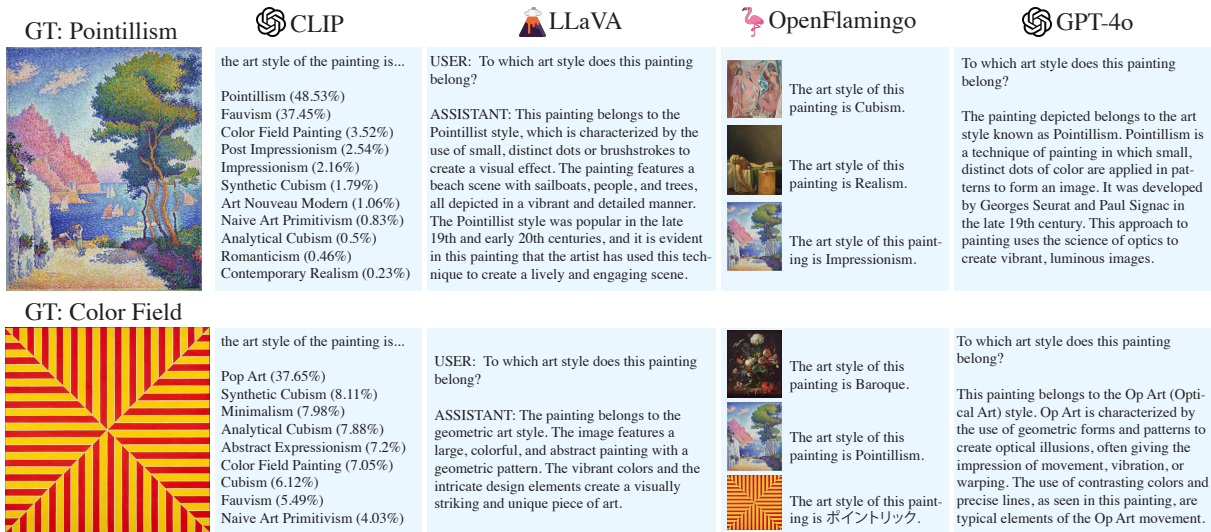 GT: Pointillism
CLIP
LLaVA
OpenFlamingo
GPT-4o
the art style of the painting is...
Pointillism (48.53%)
Fauvism (37.45%)
Color Field Painting (3.52%)
Post Impressionism (2.54%)
Impressionism (2.16%)
Synthetic Cubism (1.79%)
Art Nouveau Modern (1.06%)
Naive Art Primitivism (0.83%)
Analytical Cubism (0.5%)
Romanticism (0.46%)
Contemporary Realism (0.23%)
USER:  To which art style does this painting
belong?
ASSISTANT: This painting belongs to the
Pointillist style, which is characterized by the
use of small, distinct dots or brushstrokes to
create a visual effect. The painting features a
beach scene with sailboats, people, and trees,
all depicted in a vibrant and detailed manner.
The Pointillist style was popular in the late
19th and early 20th centuries, and it is evident
in this painting that the artist has used this tech-
nique to create a lively and engaging scene.
The art style of this
painting is Cubism.
The art style of this
painting is Realism.
The art style of this paint-
ing is Impressionism.
To which art style does this painting
belong?
The painting depicted belongs to the art
style known as Pointillism. Pointillism is
a technique of painting in which small,
distinct dots of color are applied in pat-
terns to form an image. It was developed
by Georges Seurat and Paul Signac in
the late 19th century. This approach to
painting uses the science of optics to
create vibrant, luminous images.
GT: Color Field
the art style of the painting is...
Pop Art (37.65%)
Synthetic Cubism (8.11%)
Minimalism (7.98%)
Analytical Cubism (7.88%)
Abstract Expressionism (7.2%)
Color Field Painting (7.05%)
Cubism (6.12%)
Fauvism (5.49%)
Naive Art Primitivism (4.03%)
USER:  To which art style does this painting
belong?
ASSISTANT: The painting belongs to the
geometric art style. The image features a
large, colorful, and abstract painting with a
geometric pattern. The vibrant colors and the
intricate design elements create a visually
striking and unique piece of art.
The art style of this
painting is Baroque.
The art style of this
painting is Pointillism.
The art style of this paint-
ing is ポイントリック.
To which art style does this painting
belong?
This painting belongs to the Op Art (Opti-
cal Art) style. Op Art is characterized by
the use of geometric forms and patterns to
create optical illusions, often giving the
impression of movement, vibration, or
warping. The use of contrasting colors and
precise lines, as seen in this painting, are
typical elements of the Op Art movement.